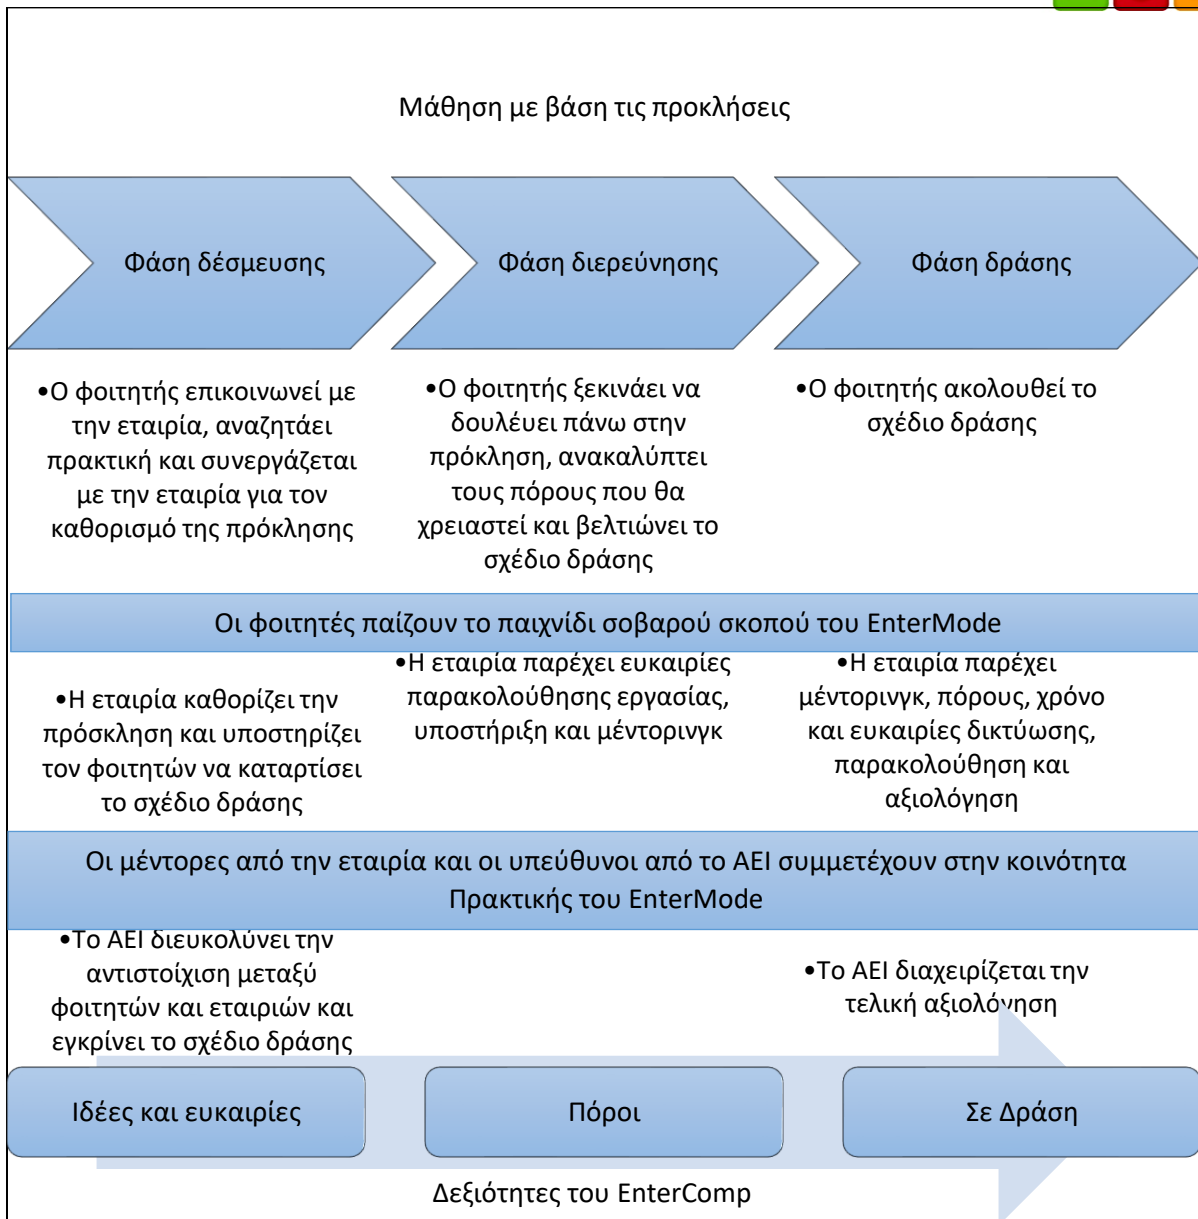 Μάθηση με βάση τις προκλήσεις
Φάση δέσμευσης
Φάση διερεύνησης
Φάση δράσης
•Ο φοιτητής επικοινωνεί με
την εταιρία, αναζητάει
πρακτική και συνεργάζεται
με την εταιρία για τον
καθορισμό της πρόκλησης
•Ο φοιτητής ξεκινάει να
δουλέυει πάνω στην
πρόκληση, ανακαλύπτει
τους πόρους που θα
χρειαστεί και βελτιώνει το
σχέδιο δράσης
•Ο φοιτητής ακολουθεί το
σχέδιο δράσης
Οι φοιτητές παίζουν το παιχνίδι σοβαρού σκοπού του EnterMode
•Η εταιρία καθορίζει την
πρόσκληση και υποστηρίζει
τον φοιτητών να καταρτίσει
το σχέδιο δράσης
•Η εταιρία παρέχει ευκαιρίες
παρακολούθησης εργασίας,
υποστήριξη και μέντορινγκ
•Η εταιρία παρέχει
μέντορινγκ, πόρους, χρόνο
και ευκαιρίες δικτύωσης,
παρακολούθηση και
αξιολόγηση
Οι μέντορες από την εταιρία και οι υπεύθυνοι από το ΑΕΙ συμμετέχουν στην κοινότητα
Πρακτικής του EnterMode
•Το ΑΕΙ διευκολύνει την
αντιστοίχιση μεταξύ
φοιτητών και εταιριών και
εγκρίνει το σχέδιο δράσης
•Το ΑΕΙ διαχειρίζεται την
τελική αξιολόνηση
Ιδέες και ευκαιρίες
Πόροι
Σε Δράση
Δεξιότητες του EnterComp